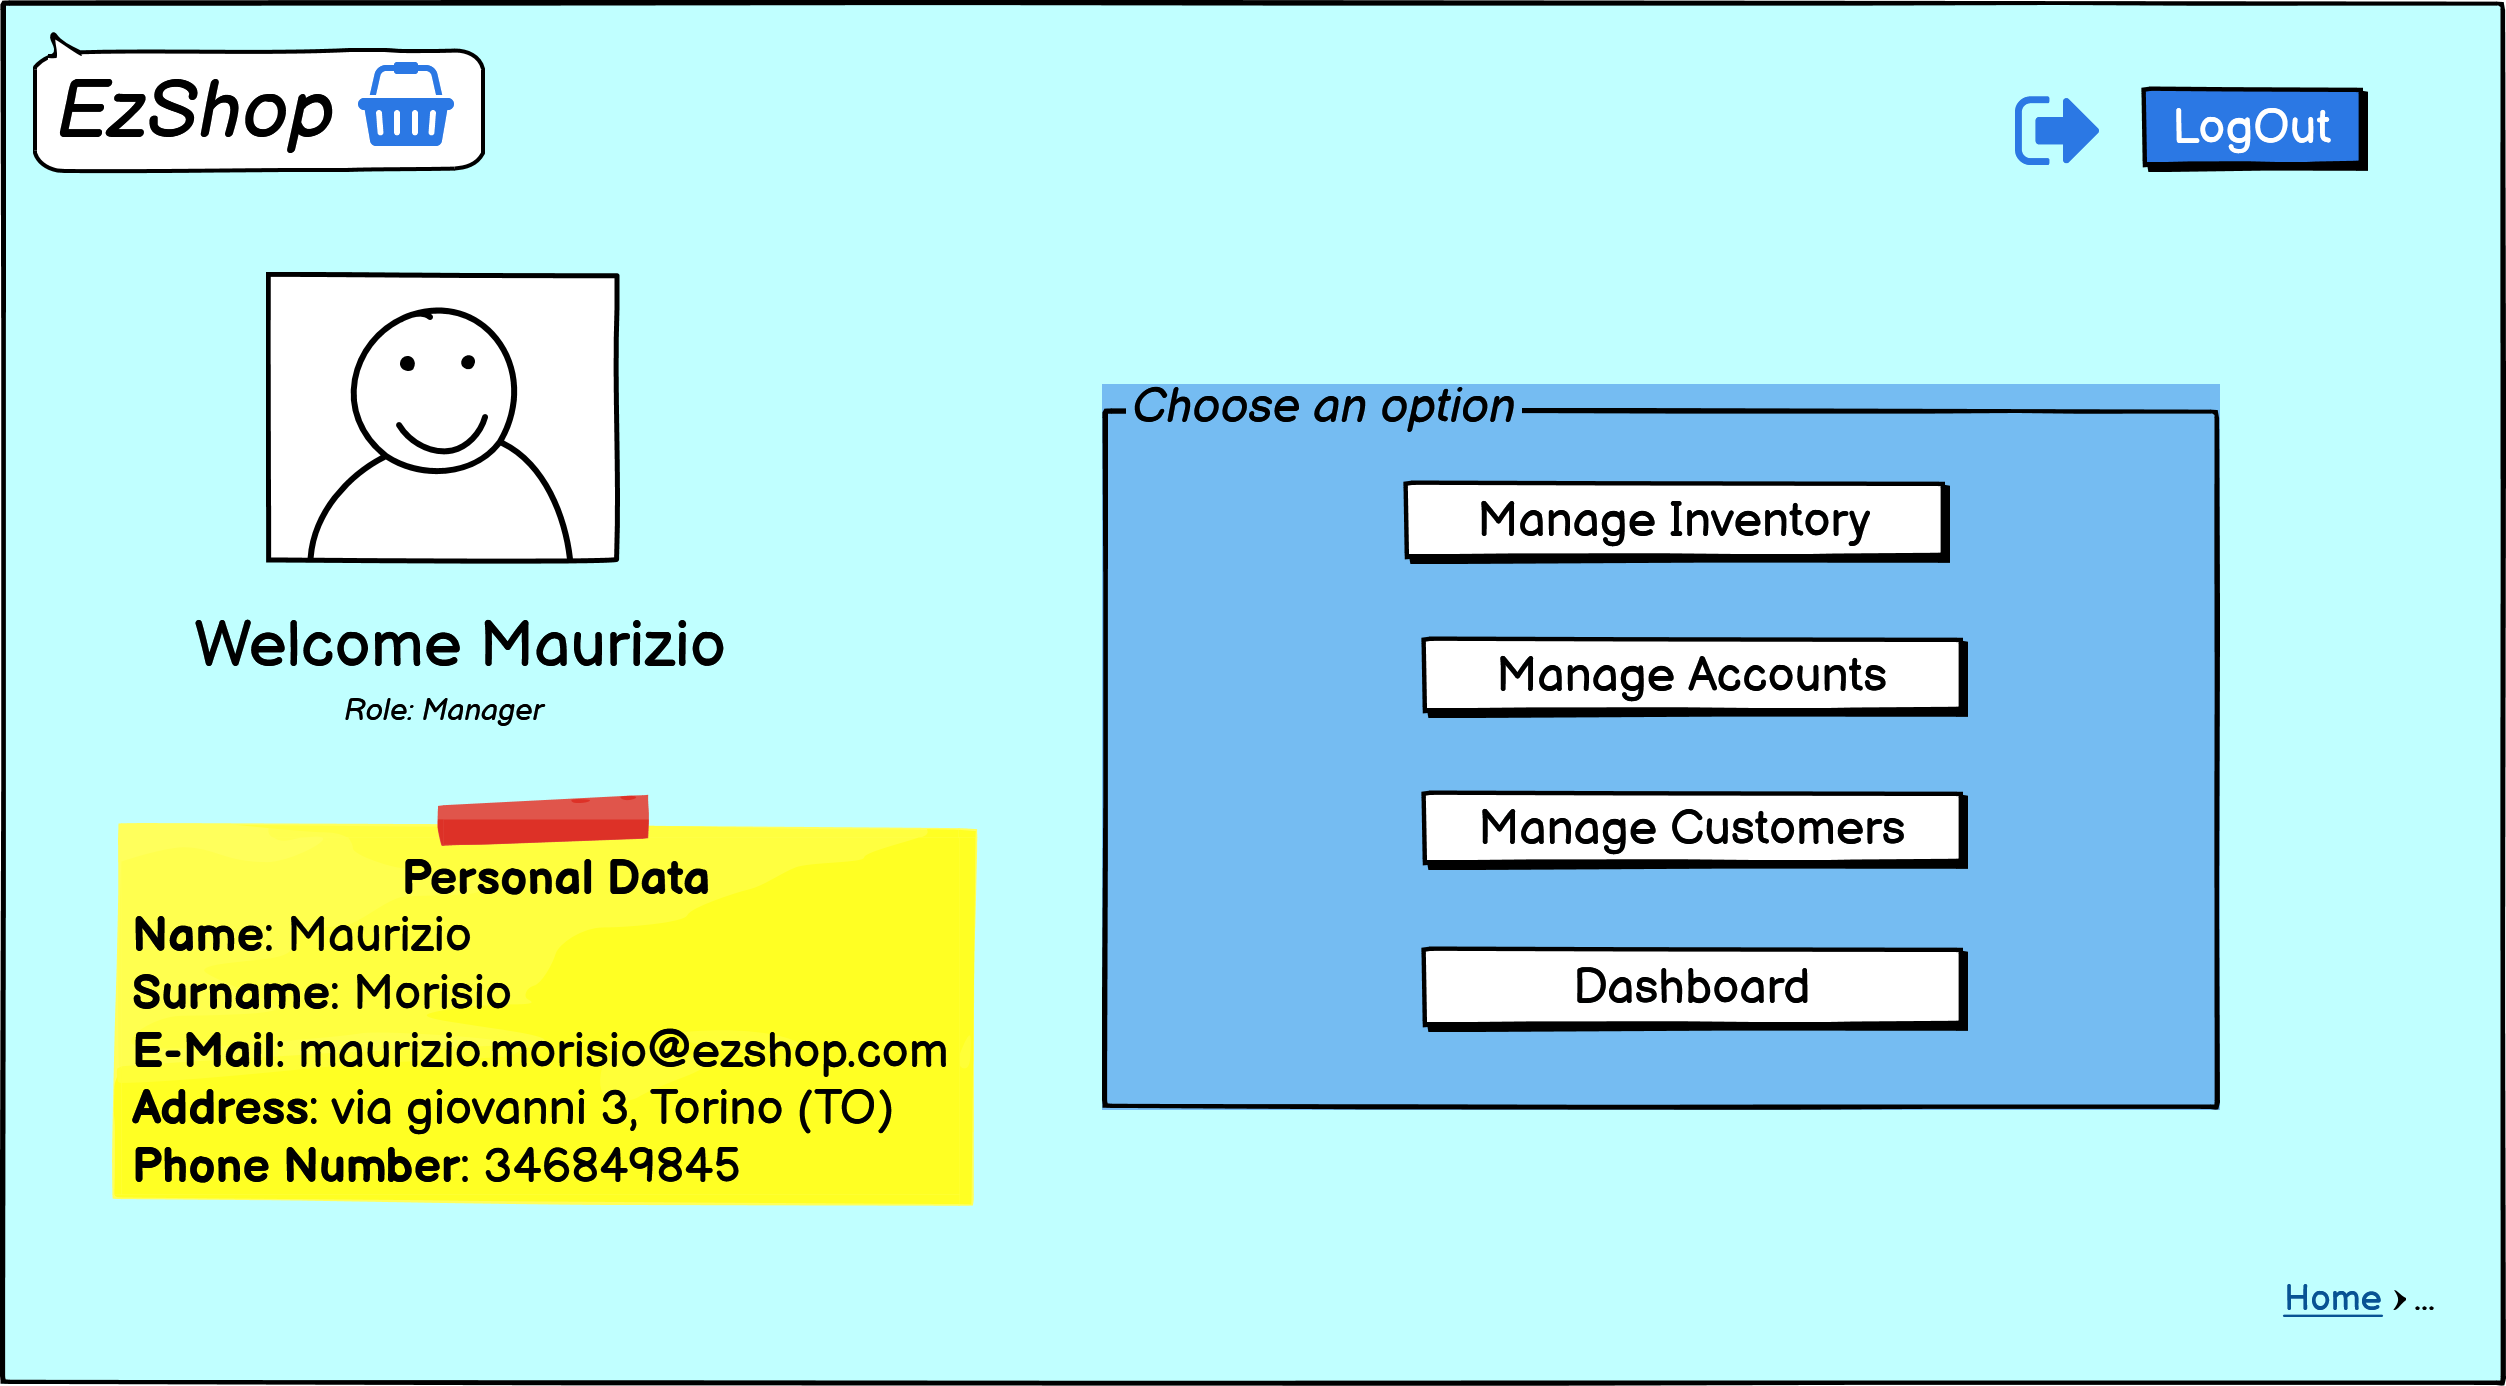 EzShop
LogOut
Welcome Maurizio
Role: Manager
Personal Data
Name: Maurizio
Surname: Morisio
E-Mail: maurizio.morisio@ezshop.com
Address: via giovanni 3, Torino (TO)
Phone Number: 346849845
Choose an option
Manage Inventory
Manage Accounts
Manage Customers
Dashboard
Home > ...